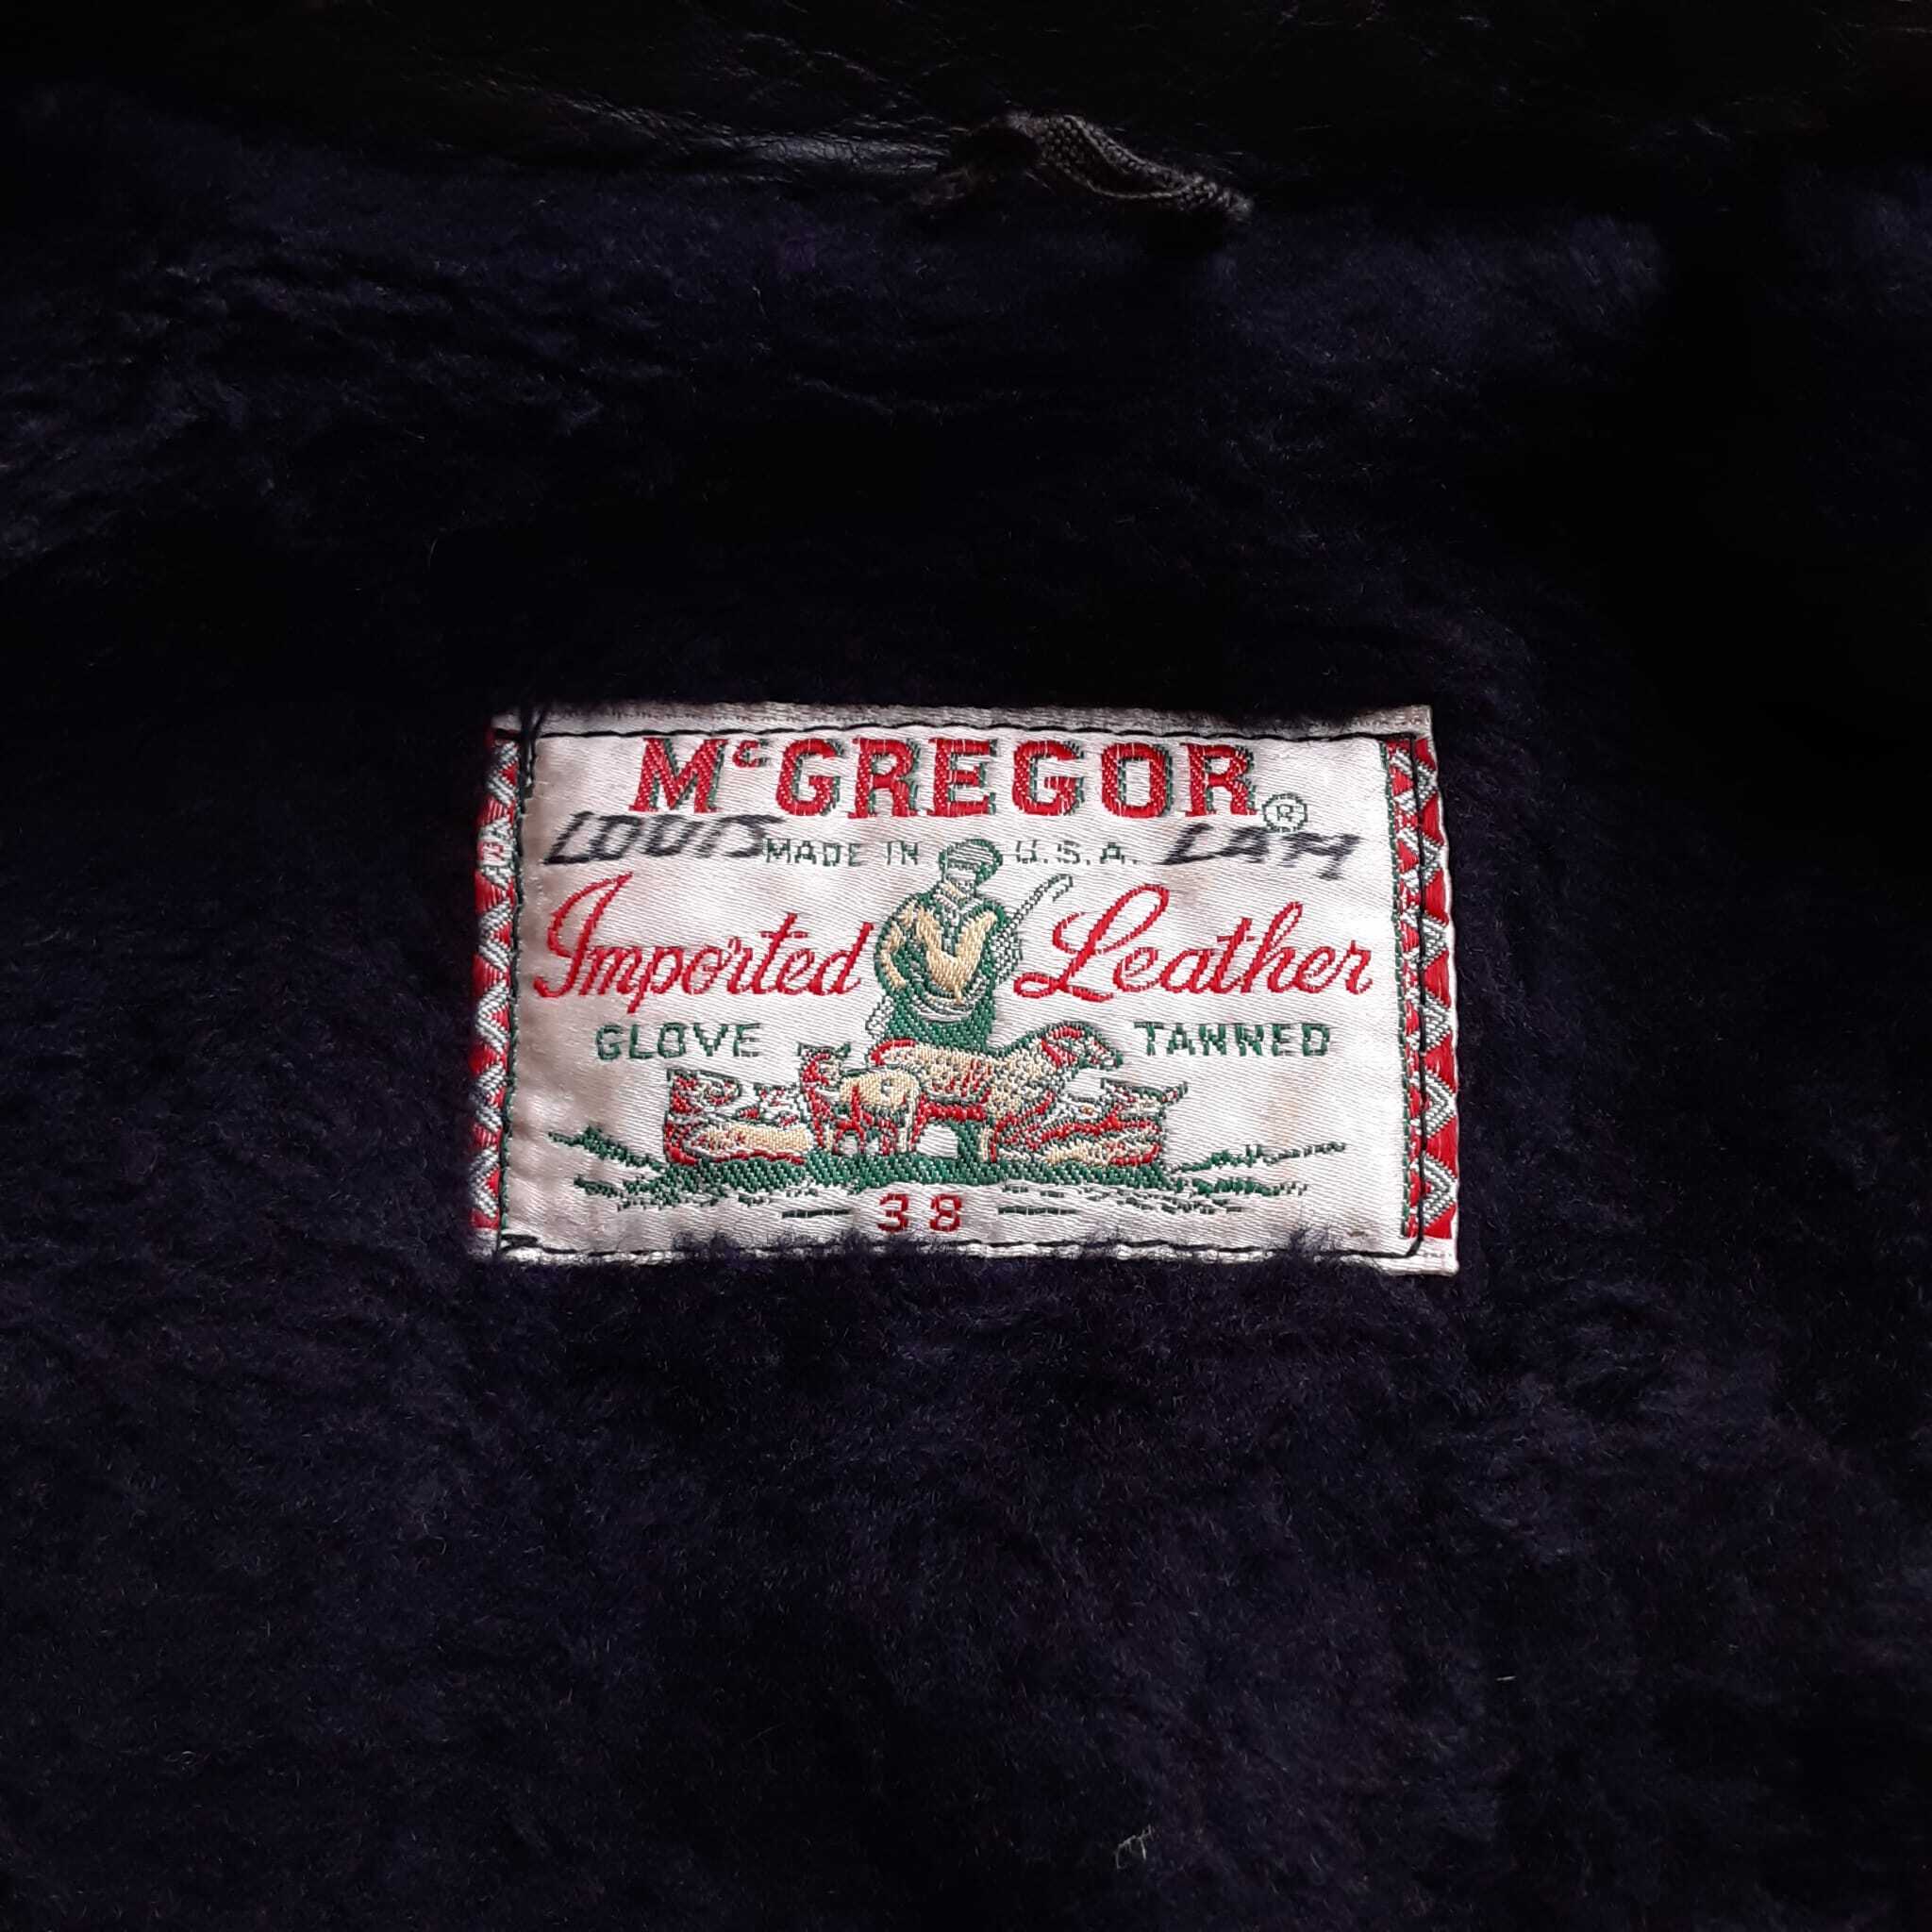 McGREGOR®
LOUIS MADE IN U.S.A. LAM
Imported Leather
GLOVE TANNED
38